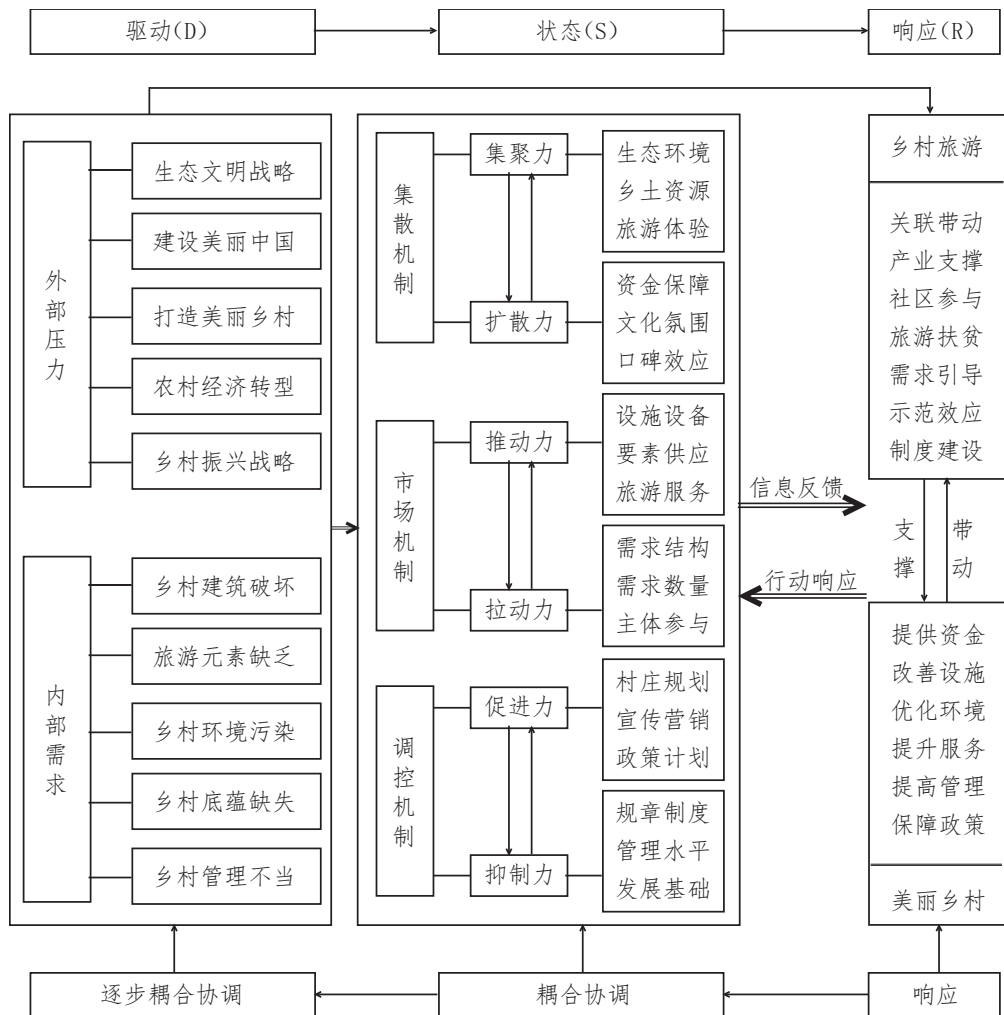 驱动(D)
状态(S)
响应(R)
外部压力
生态文明战略
建设美丽中国
打造美丽乡村
农村经济转型
乡村振兴战略
内部需求
乡村建筑破坏
旅游元素缺乏
乡村环境污染
乡村底蕴缺失
乡村管理不当
集散机制
集聚力
扩散力
生态环境
乡土资源
旅游体验
资金保障
文化氛围
口碑效应
市场机制
推动力
拉动力
设施设备
要素供应
旅游服务
需求结构
需求数量
主体参与
调控机制
促进力
抑制力
村庄规划
宣传营销
政策计划
规章制度
管理水平
发展基础
信息反馈
行动响应
乡村旅游
关联带动
产业支撑
社区参与
旅游扶贫
需求引导
示范效应
制度建设
支撑
带动
提供资金
改善设施
优化环境
提升服务
提高管理
保障政策
美丽乡村
逐步耦合协调
耦合协调
响应